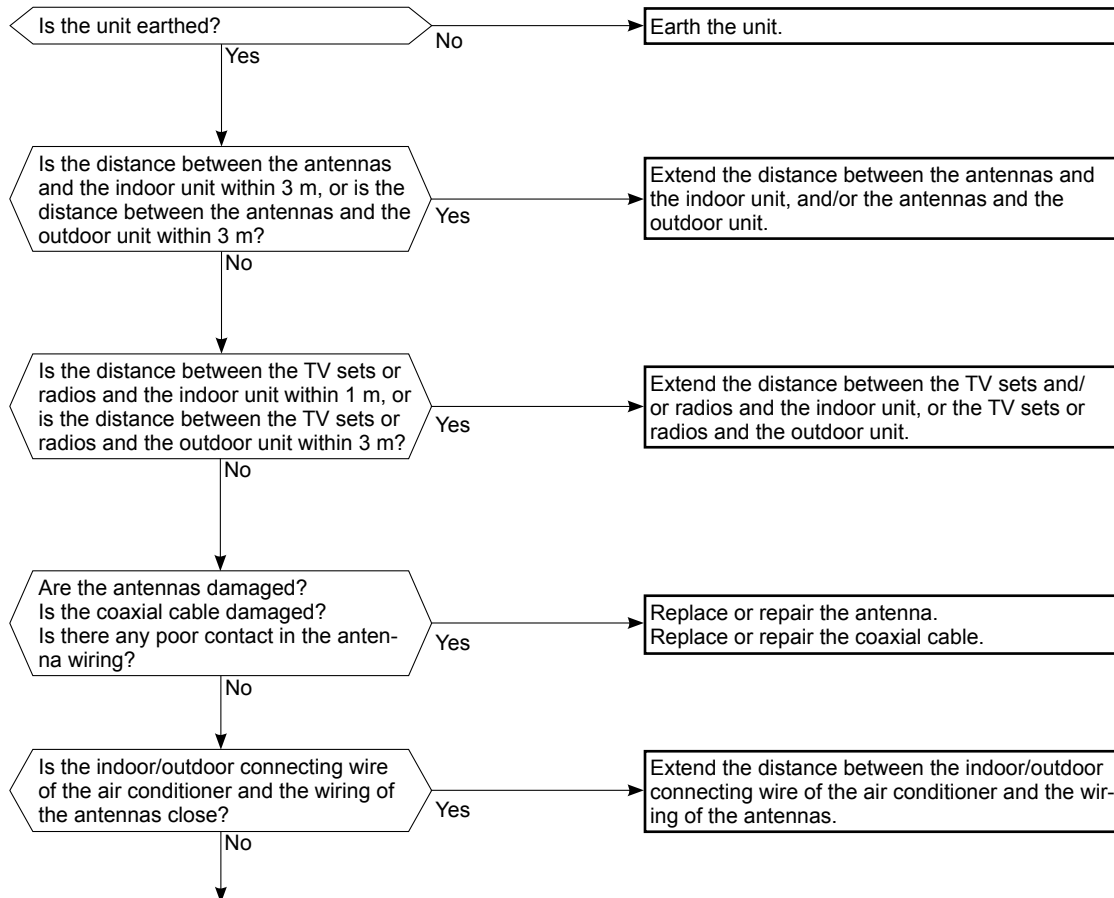 Is the unit earthed?
No
Earth the unit.
Yes
Is the distance between the antennas
and the indoor unit within 3 m, or is the
distance between the antennas and the
outdoor unit within 3 m?
Yes
Extend the distance between the antennas and
the indoor unit, and/or the antennas and the
outdoor unit.
No
Is the distance between the TV sets or
radios and the indoor unit within 1 m, or
is the distance between the TV sets or
radios and the outdoor unit within 3 m?
Yes
Extend the distance between the TV sets and/
or radios and the indoor unit, or the TV sets or
radios and the outdoor unit.
No
Are the antennas damaged?
Is the coaxial cable damaged?
Is there any poor contact in the anten-
na wiring?
Yes
Replace or repair the antenna.
Replace or repair the coaxial cable.
No
Is the indoor/outdoor connecting wire
of the air conditioner and the wiring of
the antennas close?
Yes
Extend the distance between the indoor/outdoor
connecting wire of the air conditioner and the wir-
ing of the antennas.
No